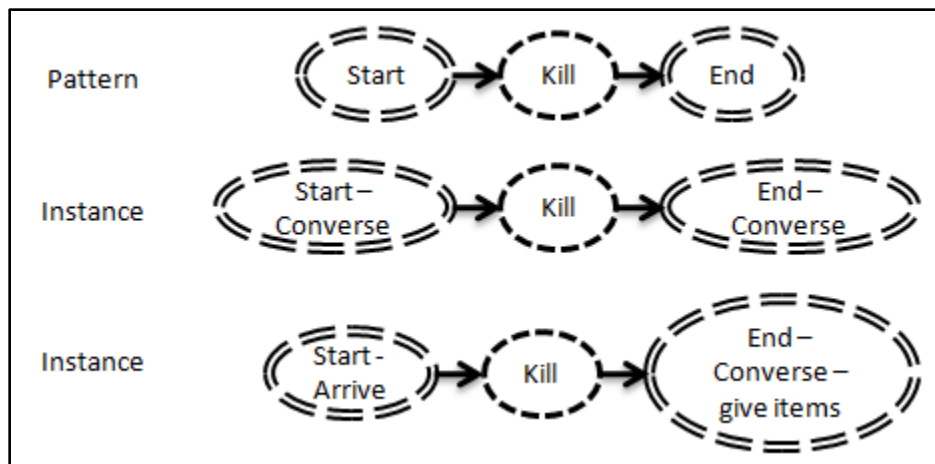 Pattern
Start
Kill
End
Instance
Start –
Converse
Kill
End –
Converse
Instance
Start -
Arrive
Kill
End –
Converse –
give items